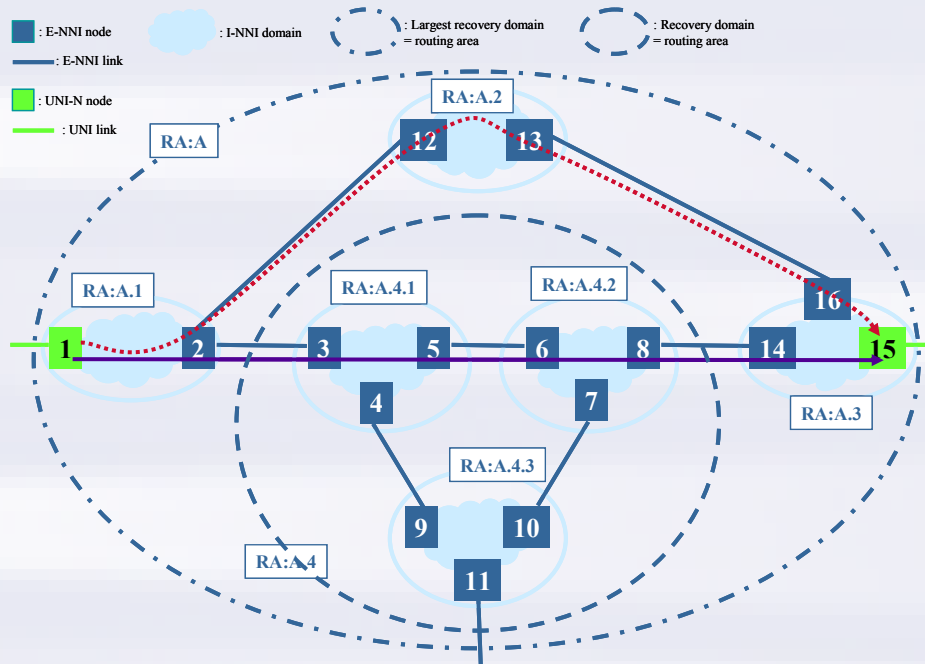 : E-NNI node
: I-NNI domain
: Largest recovery domain
= routing area
: Recovery domain
= routing area
: E-NNI link
: UNI-N node
: UNI link
RA:A
RA:A.2
12
13
RA:A.1
RA:A.4.1
RA:A.4.2
16
1
2
3
5
6
8
14
15
4
7
RA:A.3
RA:A.4.3
9
10
RA:A.4
11